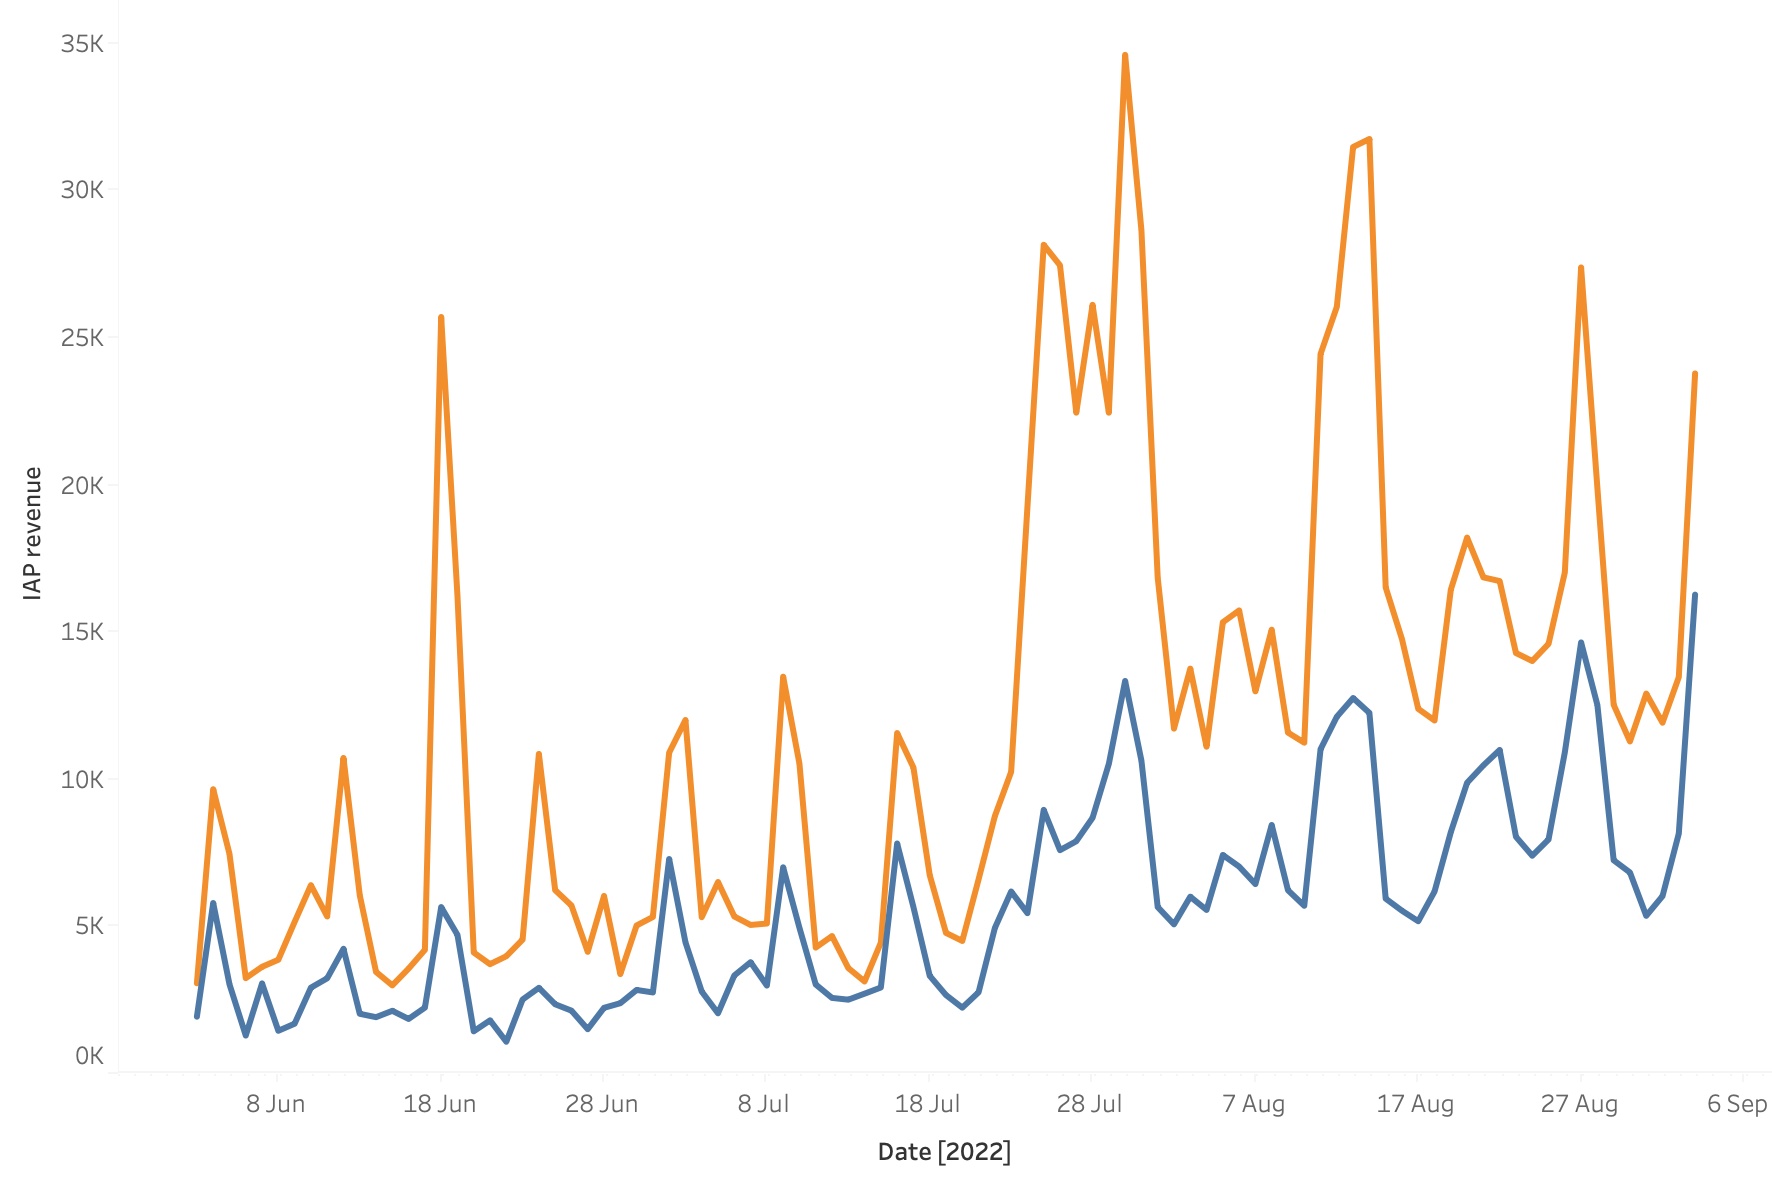 35K
30K
25K
20K
15K
10K
5K
0K
IAP revenue
8 Jun 18 Jun 28 Jun 8 Jul 18 Jul 28 Jul 7 Aug 17 Aug 27 Aug 6 Sep
Date [2022]